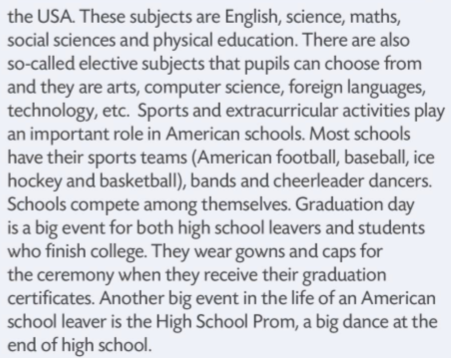 the USA. These subjects are English, science, maths,
social sciences and physical education. There are also
so-called elective subjects that pupils can choose from
and they are arts, computer science, foreign languages,
technology, etc. Sports and extracurricular activities play
an important role in American schools. Most schools
have their sports teams (American football, baseball, ice
hockey and basketball), bands and cheerleader dancers.
Schools compete among themselves. Graduation day
is a big event for both high school leavers and students
who finish college. They wear gowns and caps for
the ceremony when they receive their graduation
certificates. Another big event in the life of an American
school leaver is the High School Prom, a big dance at the
end of high school.